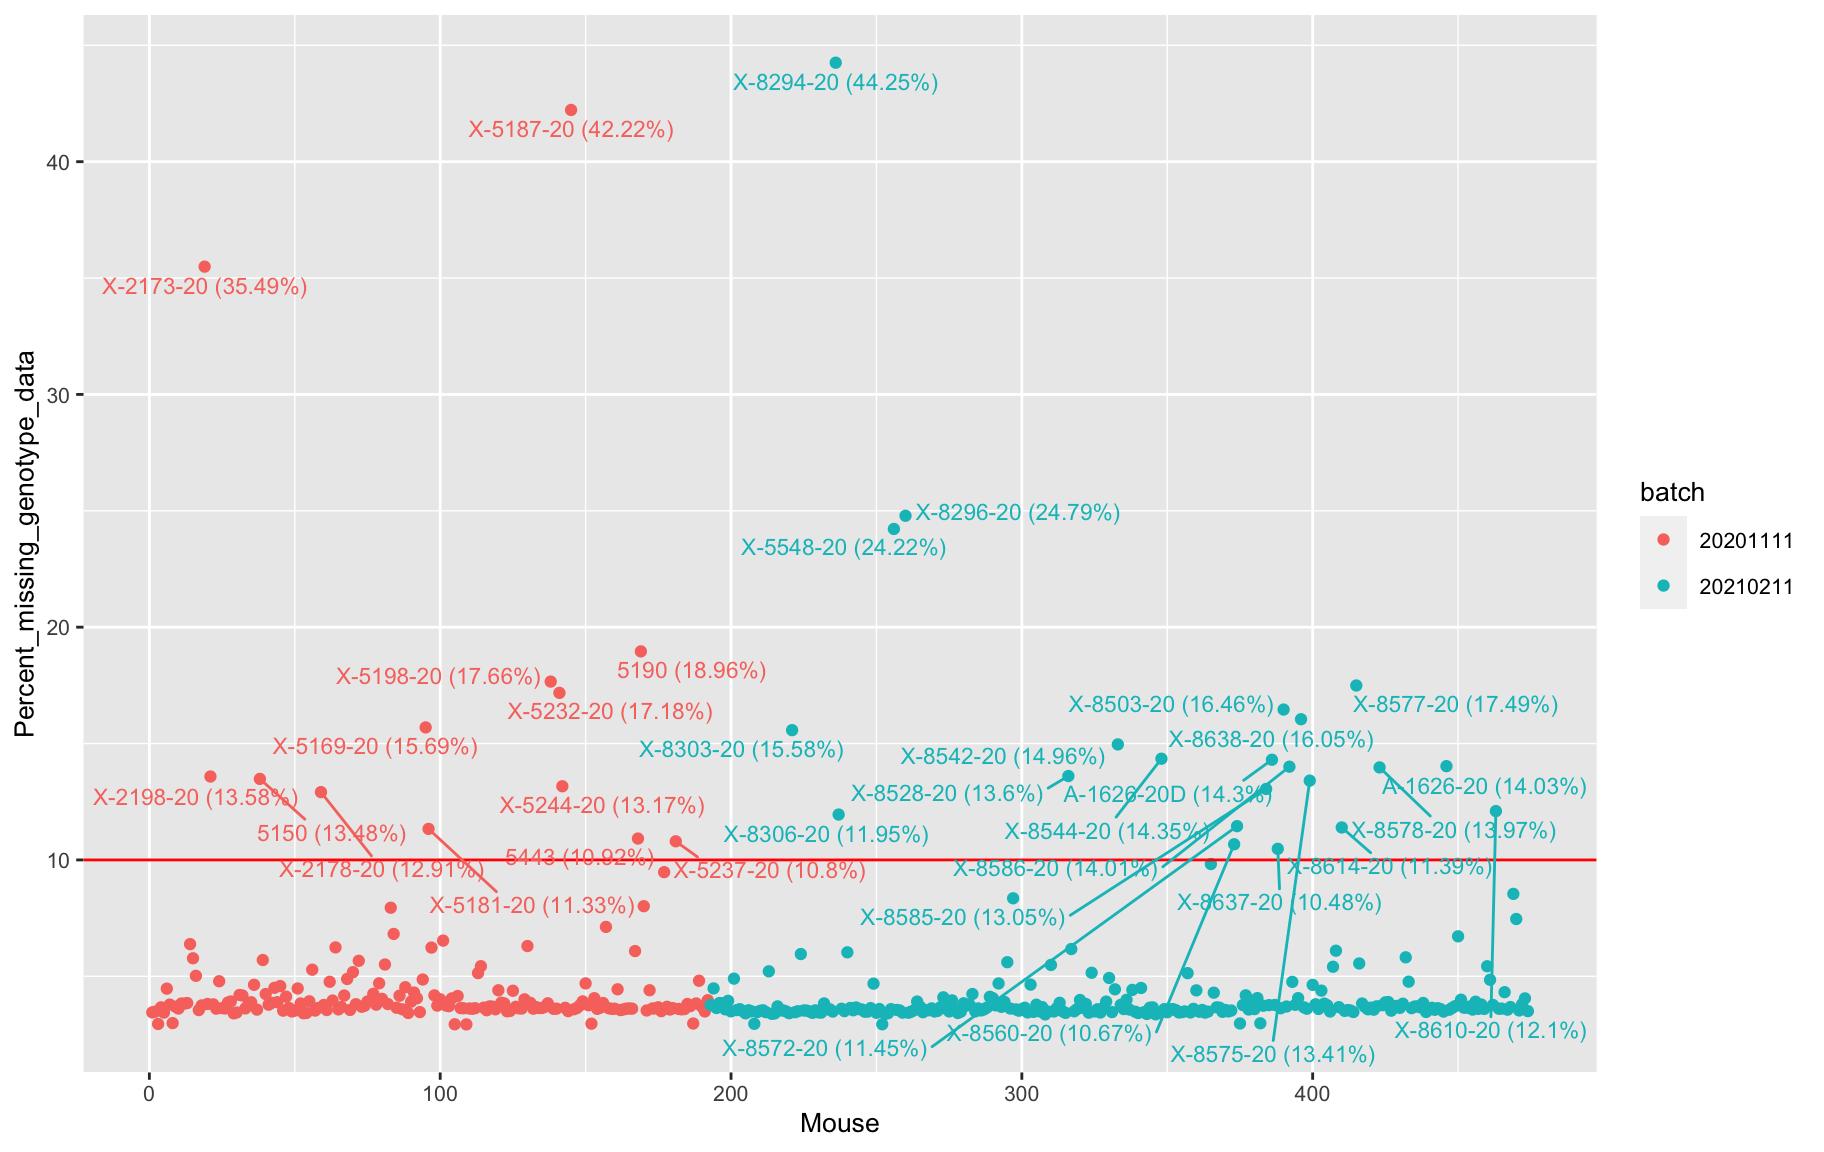 X-8294-20 (44.25%)
X-5187-20 (42.22%)
40
X-2173-20 (35.49%)
30
X-8296-20 (24.79%)
X-5548-20 (24.22%)
20
5190 (18.96%)
X-5198-20 (17.66%)
X-5232-20 (17.18%)
X-8503-20 (16.46%)
X-8577-20 (17.49%)
X-5169-20 (15.69%)
X-8303-20 (15.58%)
X-8638-20 (16.05%)
X-8542-20 (14.96%)
X-2198-20 (13.58%)
X-5244-20 (13.17%)
X-8528-20 (13.6%)
A-1626-20D (14.3%)
A-1626-20 (14.03%)
5150 (13.48%)
X-8306-20 (11.95%)
X-8544-20 (14.35%)
X-8578-20 (13.97%)
10
X-2178-20 (12.91%)
5443 (10.92%)
X-5237-20 (10.8%)
X-8586-20 (14.01%)
X-8614-20 (11.39%)
X-5181-20 (11.33%)
X-8585-20 (13.05%)
X-8637-20 (10.48%)
X-8572-20 (11.45%)
X-8560-20 (10.67%)
X-8575-20 (13.41%)
X-8610-20 (12.1%)
0
100
200
300
400
Mouse
Percent_missing_genotype_data
batch
20201111
20210211